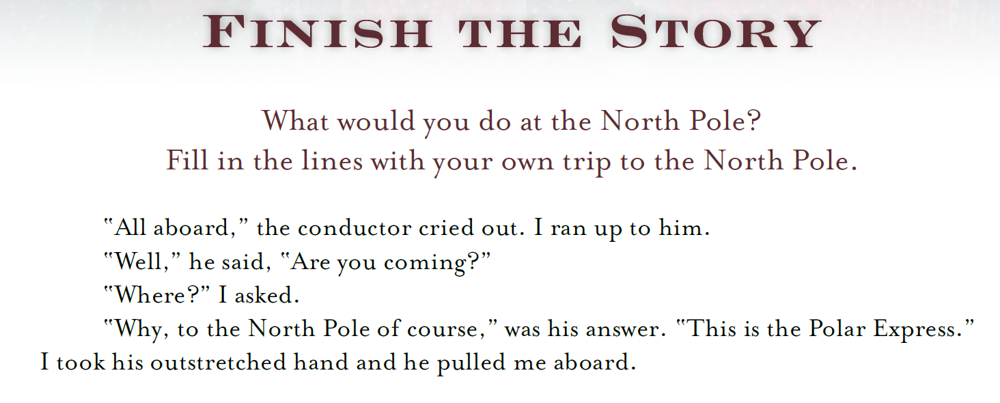 FINISH THE STORY
What would you do at the North Pole?
Fill in the lines with your own trip to the North Pole.
“All aboard,” the conductor cried out. I ran up to him.
“Well,” he said, “Are you coming?”
“Where?” I asked.
“Why, to the North Pole of course,” was his answer. “This is the Polar Express.”
I took his outstretched hand and he pulled me aboard.